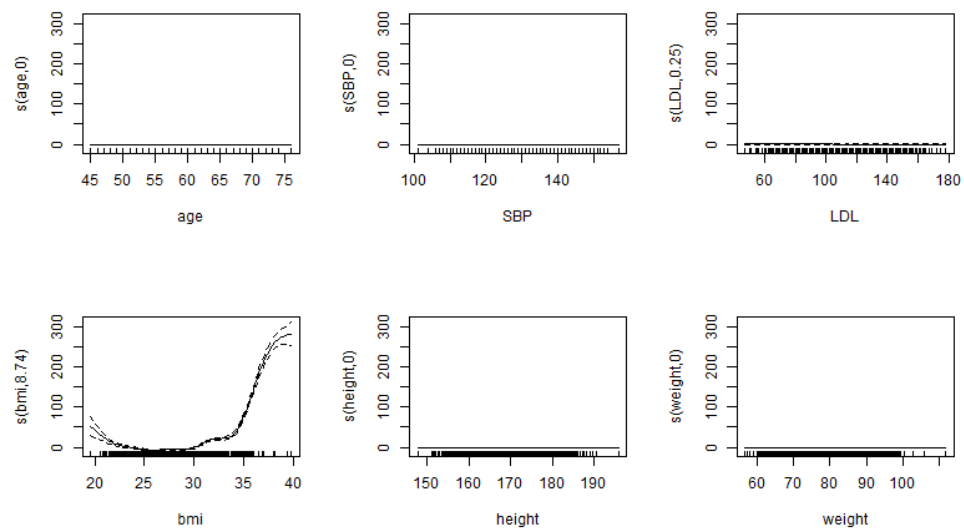 s(age,0)
0 100 200 300
45 50 55 60 65 70 75
age
s(SBP,0)
0 100 200 300
100 120 140
SBP
s(LDL,0.25)
0 100 200 300
60 100 140 180
LDL
s(bmi,8.74)
0 100 200 300
20 25 30 35 40
bmi
s(height,0)
0 100 200 300
150 160 170 180 190
height
s(weight,0)
0 100 200 300
60 70 80 90 100
weight